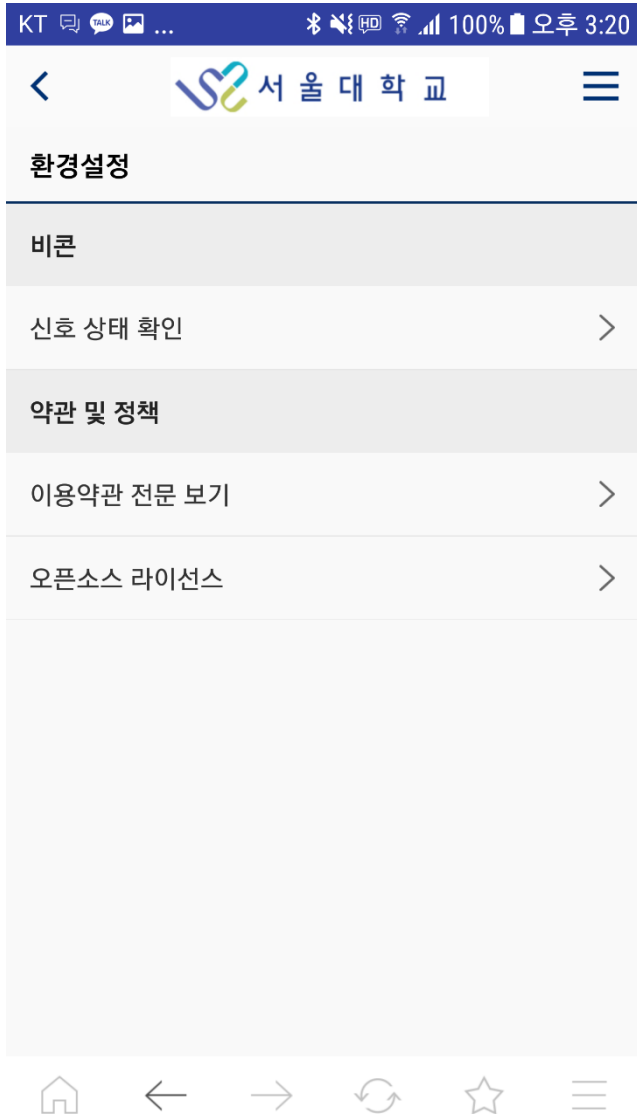 KT TALK ... HD 100% 오후 3:20
서울대학교
환경설정
비콘
신호 상태 확인
약관 및 정책
이용약관 전문 보기
오픈소스 라이선스